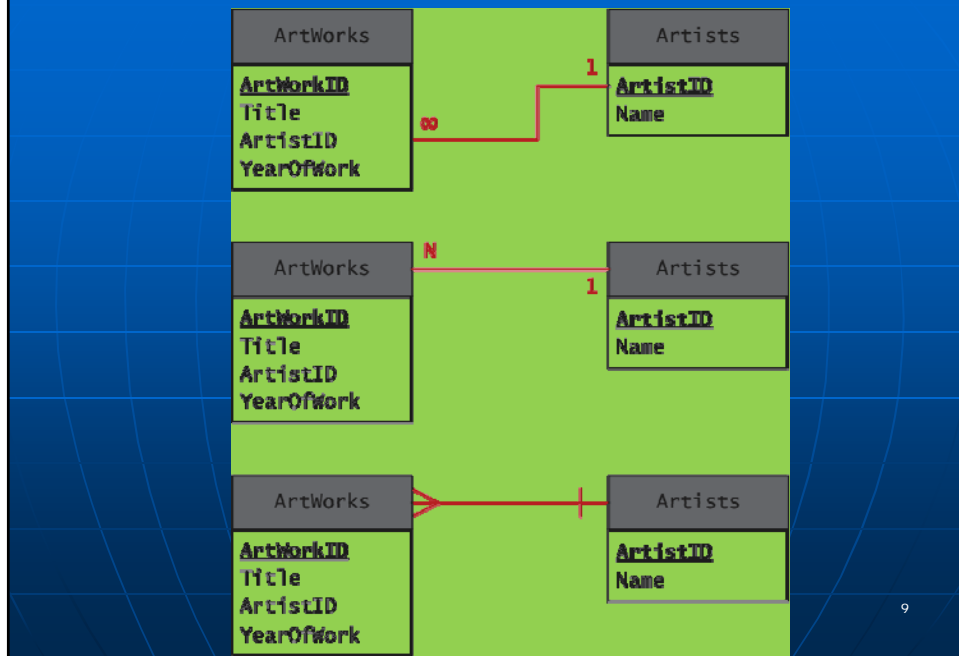 ArtWorks
Artists
1
ArtWorkID
ArtistID
Title
Name
∞
ArtistID
YearOfWork
N
ArtWorks
Artists
1
ArtWorkID
ArtistID
Title
Name
ArtistID
YearOfWork
ArtWorks
Artists
ArtWorkID
ArtistID
Title
Name
ArtistID
YearOfWork
9